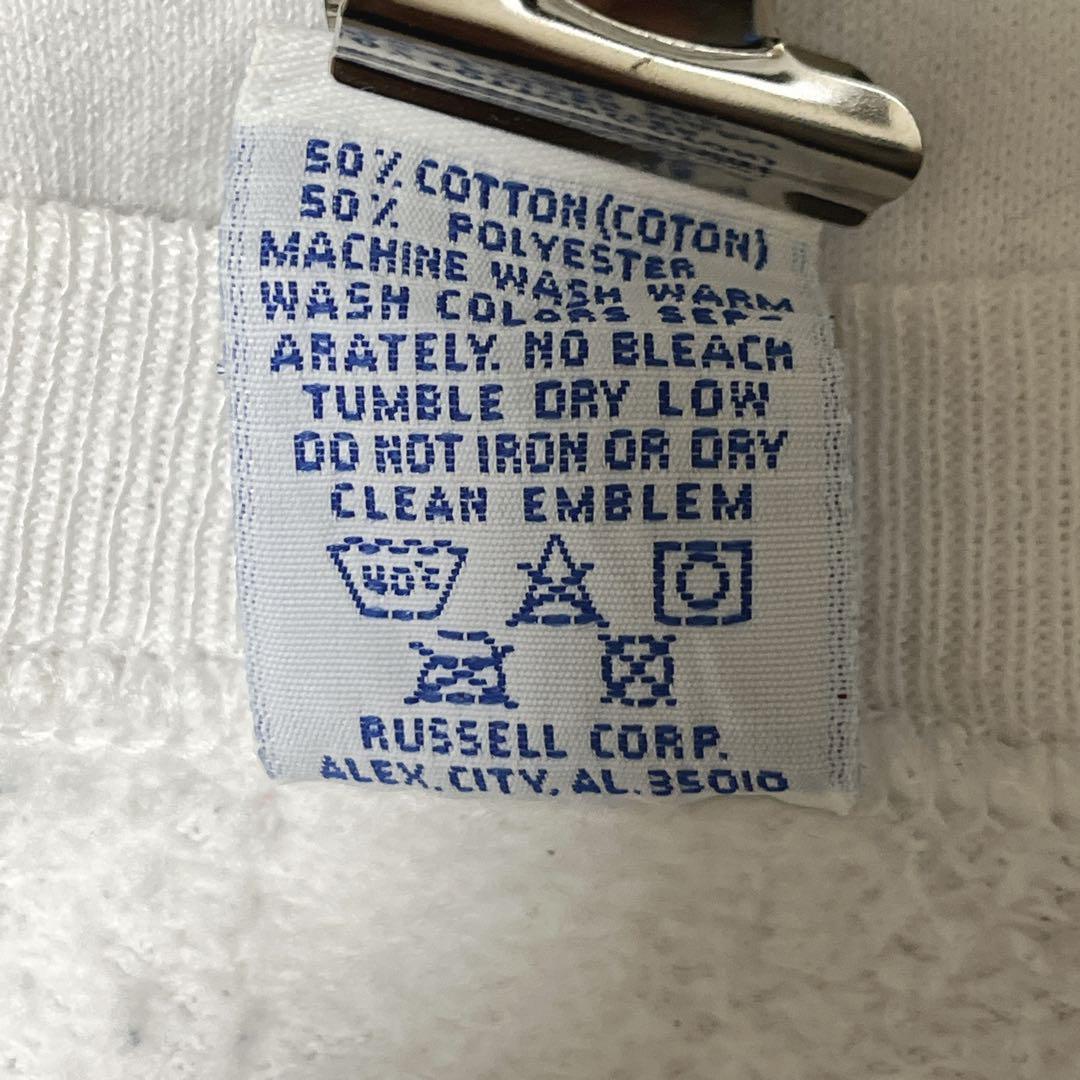 50% COTTON (COTON)
50% POLYESTER
MACHINE WASH WARM
WASH COLORS SEP-
ARATELY. NO BLEACH
TUMBLE DRY LOW
DO NOT IRON OR DRY
CLEAN EMBLEM
40°C
RUSSELL CORP.
ALEX. CITY, AL. 35010